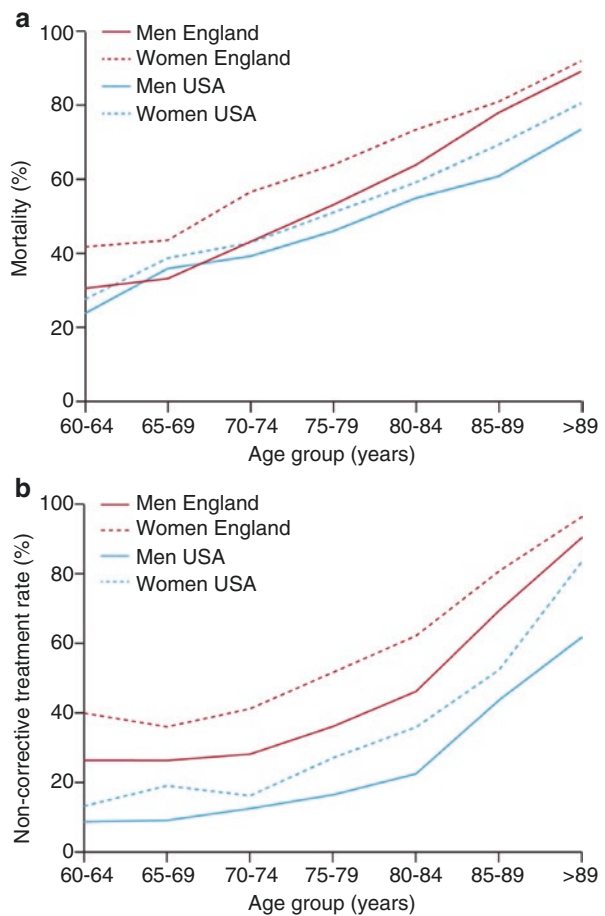 a
Men England
Women England
Men USA
Women USA
Mortality (%)
100
80
60
40
20
0
60-64 65-69 70-74 75-79 80-84 85-89 >89
Age group (years)
b
Men England
Women England
Men USA
Women USA
Non-corrective treatment rate (%)
100
80
60
40
20
0
60-64 65-69 70-74 75-79 80-84 85-89 >89
Age group (years)